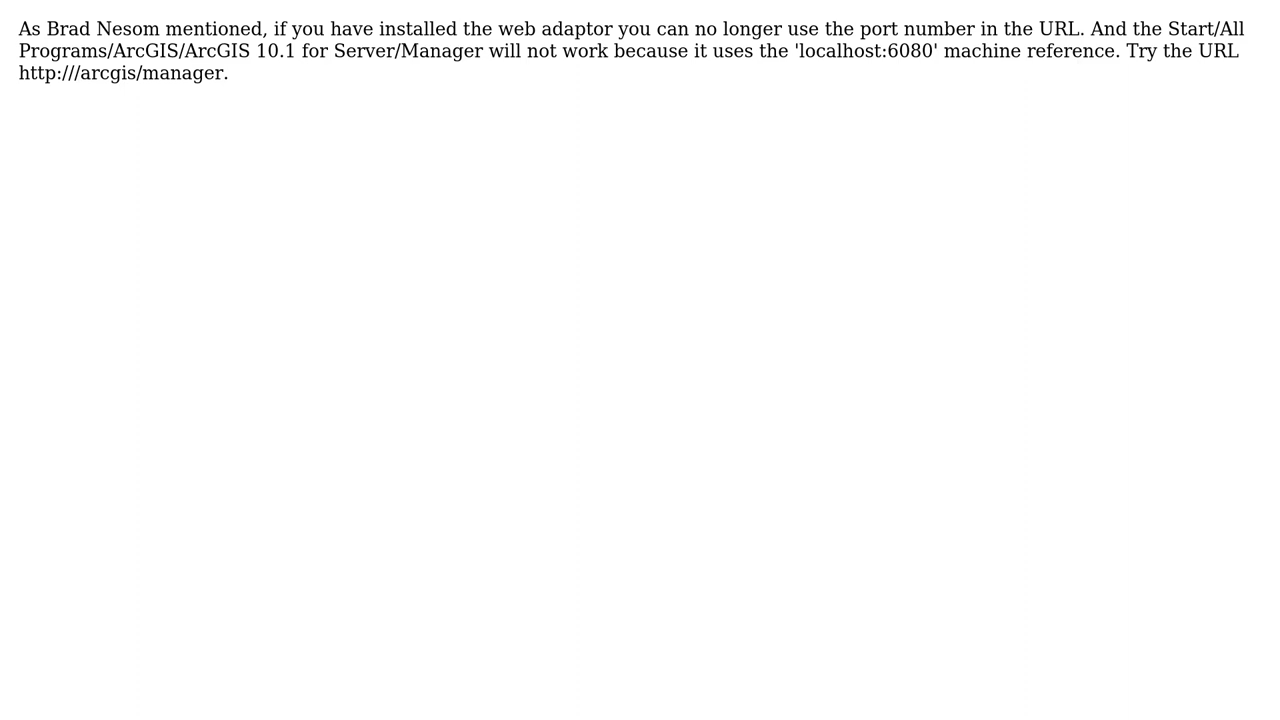 As Brad Nesom mentioned, if you have installed the web adaptor you can no longer use the port number in the URL. And the Start/All
Programs/ArcGIS/ArcGIS 10.1 for Server/Manager will not work because it uses the 'localhost:6080' machine reference. Try the URL
http:///arcgis/manager.